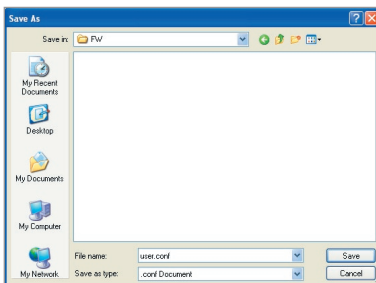 Save As
Save in: FW
My Recent
Documents
Desktop
My Documents
My Computer
My Network
File name: user.conf Save
Save as type: .conf Document Cancel